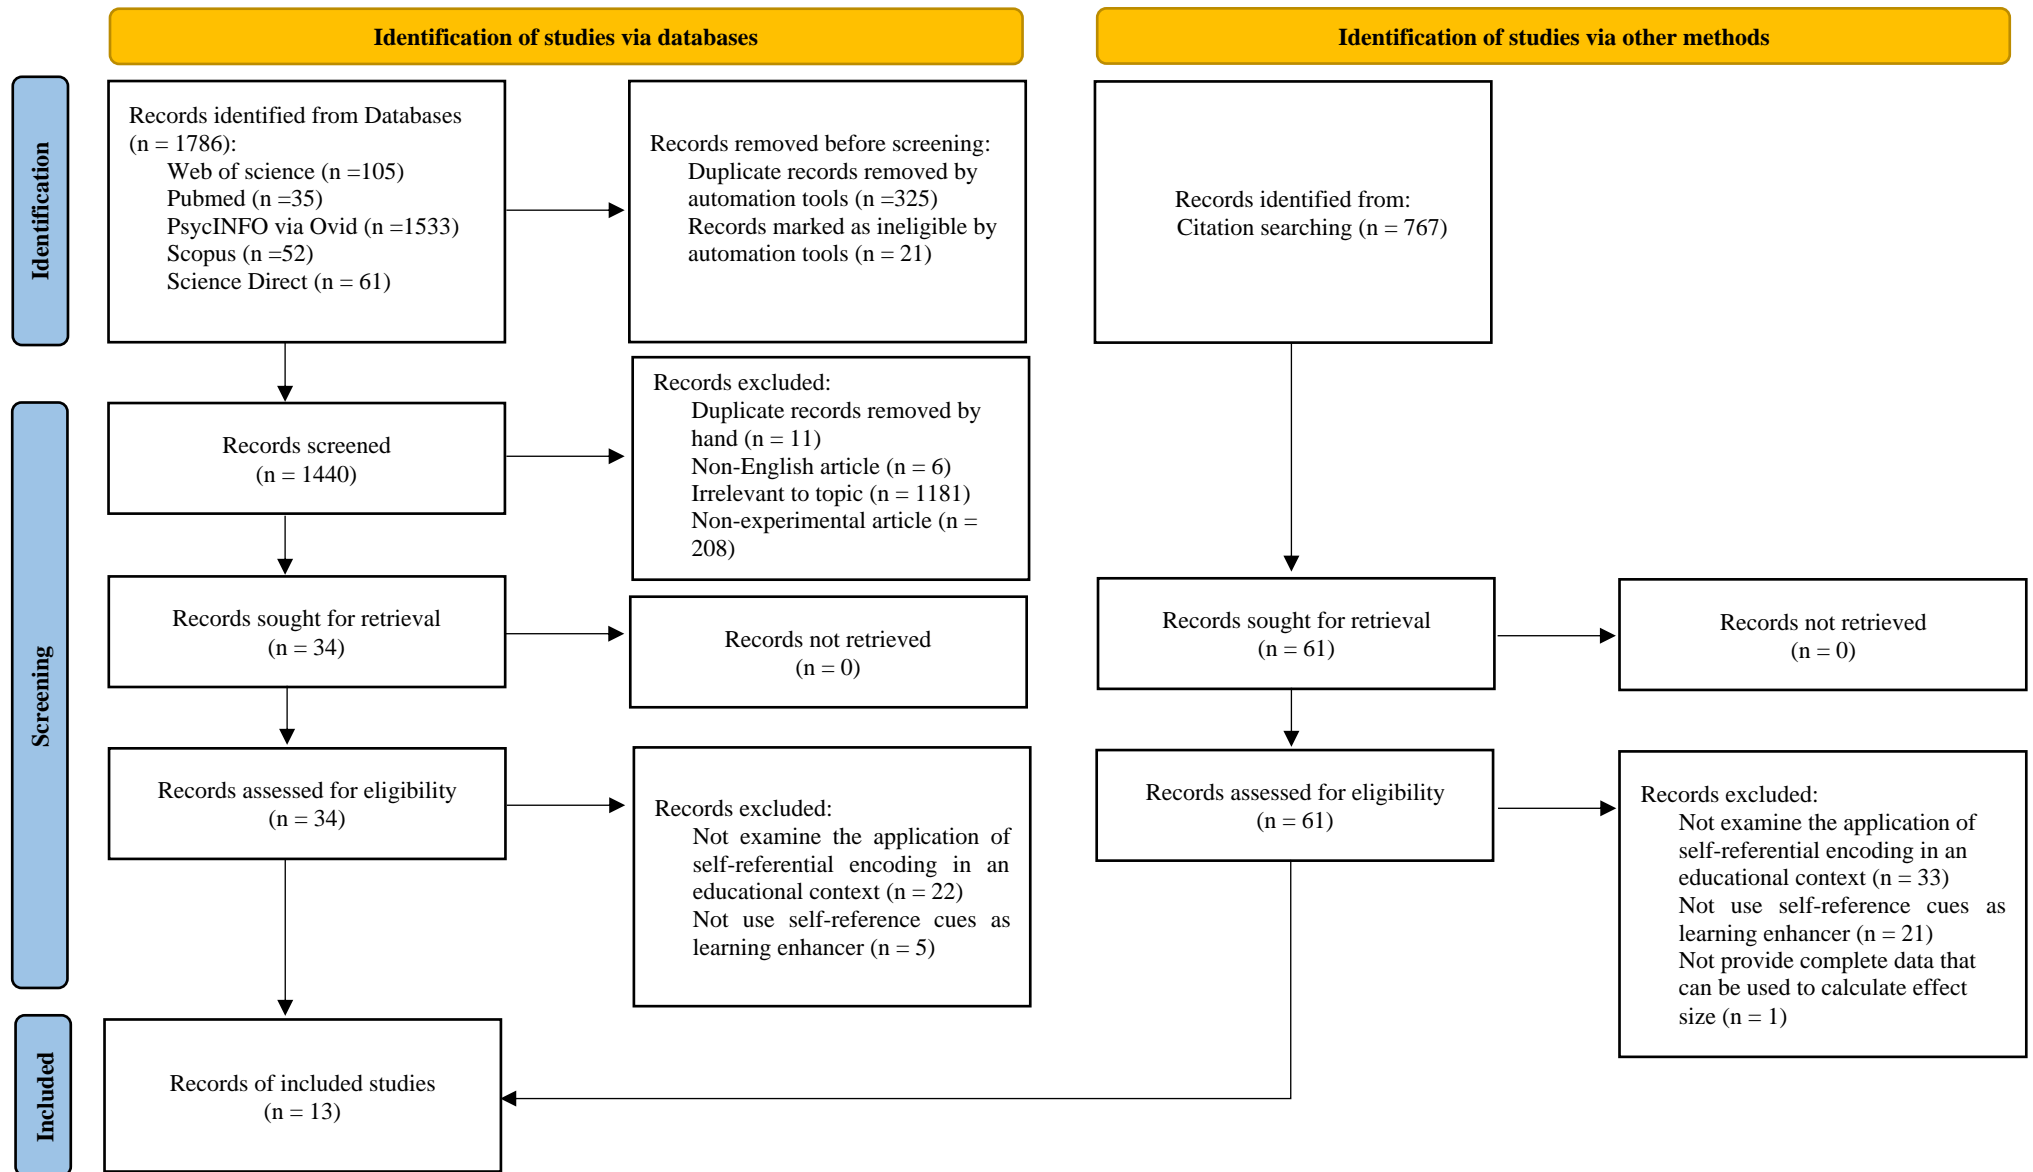 Identification of studies via databases
Identification of studies via other methods
Identification
Records identified from Databases
(n = 1786):
Web of science (n =105)
Pubmed (n =35)
PsycINFO via Ovid (n =1533)
Scopus (n =52)
Science Direct (n = 61)
Records removed before screening:
Duplicate records removed by
automation tools (n =325)
Records marked as ineligible by
automation tools (n = 21)
Records identified from:
Citation searching (n = 767)
Screening
Records screened
(n = 1440)
Records excluded:
Duplicate records removed by
hand (n = 11)
Non-English article (n = 6)
Irrelevant to topic (n = 1181)
Non-experimental article (n =
208)
Records sought for retrieval
(n = 34)
Records not retrieved
(n = 0)
Records sought for retrieval
(n = 61)
Records not retrieved
(n = 0)
Records assessed for eligibility
(n = 34)
Records excluded:
Not examine the application of
self-referential encoding in an
educational context (n = 22)
Not use self-reference cues as
learning enhancer (n = 5)
Records assessed for eligibility
(n = 61)
Records excluded:
Not examine the application of
self-referential encoding in an
educational context (n = 33)
Not use self-reference cues as
learning enhancer (n = 21)
Not provide complete data that
can be used to calculate effect
size (n = 1)
Included
Records of included studies
(n = 13)